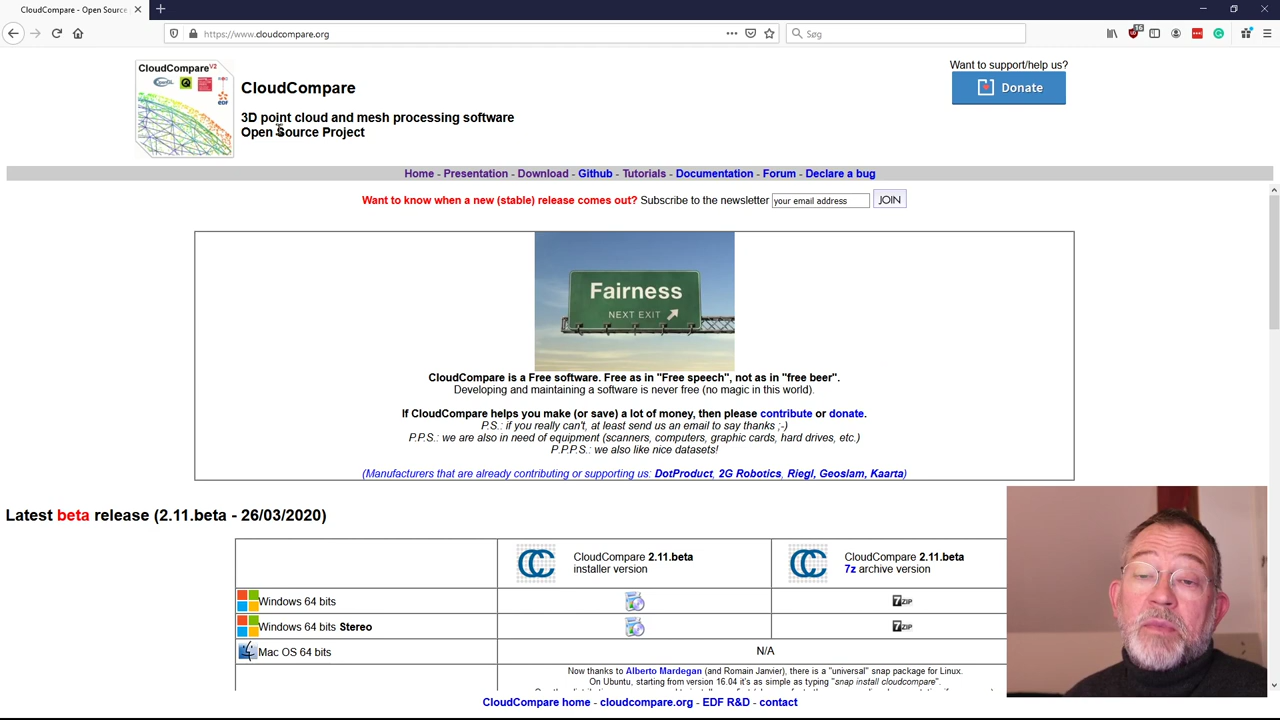 CloudCompare - Open Source
https://www.cloudcompare.org
Søg
16
CloudCompare V2
EDF
CloudCompare
3D point cloud and mesh processing software
Open Source Project
Want to support/help us?
Donate
Home - Presentation - Download - Github - Tutorials - Documentation - Forum - Declare a bug
Want to know when a new (stable) release comes out? Subscribe to the newsletter your email address JOIN
Fairness
NEXT EXIT
CloudCompare is a Free software. Free as in "Free speech", not as in "free beer".
Developing and maintaining a software is never free (no magic in this world).
If CloudCompare helps you make (or save) a lot of money, then please contribute or donate.
P.S.: if you really can't, at least send us an email to say thanks ;-)
P.P.S.: we are also in need of equipment (scanners, computers, graphic cards, hard drives, etc.)
P.P.P.S.: we also like nice datasets!
(Manufacturers that are already contributing or supporting us: DotProduct, 2G Robotics, Riegl, Geoslam, Kaarta)
Latest beta release (2.11.beta - 26/03/2020)
CloudCompare 2.11.beta
installer version
CloudCompare 2.11.beta
7z archive version
Windows 64 bits
7ZIP
Windows 64 bits Stereo
7ZIP
Mac OS 64 bits
N/A
Now thanks to Alberto Mardegan (and Romain Janvier), there is a "universal" snap package for Linux.
On Ubuntu, starting from version 16.04 it's as simple as typing "snap install cloudcompare".
CloudCompare home - cloudcompare.org - EDF R&D - contact